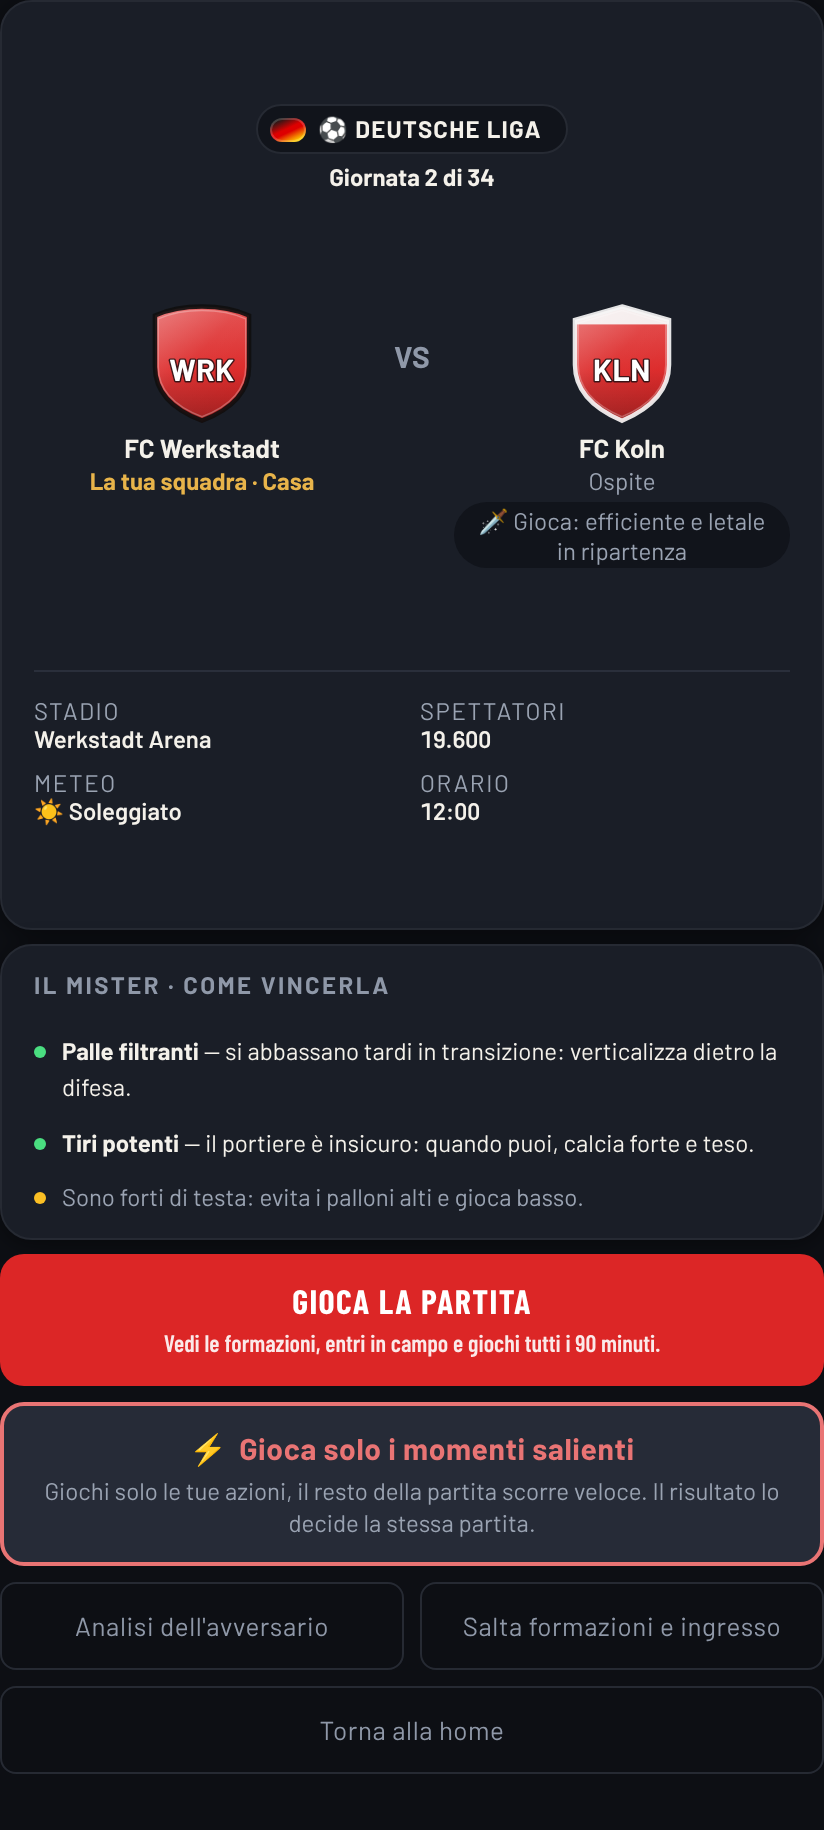 ⚽ DEUTSCHE LIGA
Giornata 2 di 34
WRK
VS
KLN
FC Werkstadt
La tua squadra · Casa
FC Koln
Ospite
🗡️ Gioca: efficiente e letale
in ripartenza
STADIO
Werkstadt Arena
SPETTATORI
19.600
METEO
☀️ Soleggiato
ORARIO
12:00
IL MISTER · COME VINCERLA
Palle filtranti — si abbassano tardi in transizione: verticalizza dietro la
difesa.
Tiri potenti — il portiere è insicuro: quando puoi, calcia forte e teso.
Sono forti di testa: evita i palloni alti e gioca basso.
GIOCA LA PARTITA
Vedi le formazioni, entri in campo e giochi tutti i 90 minuti.
⚡ Gioca solo i momenti salienti
Giochi solo le tue azioni, il resto della partita scorre veloce. Il risultato lo
decide la stessa partita.
Analisi dell'avversario
Salta formazioni e ingresso
Torna alla home